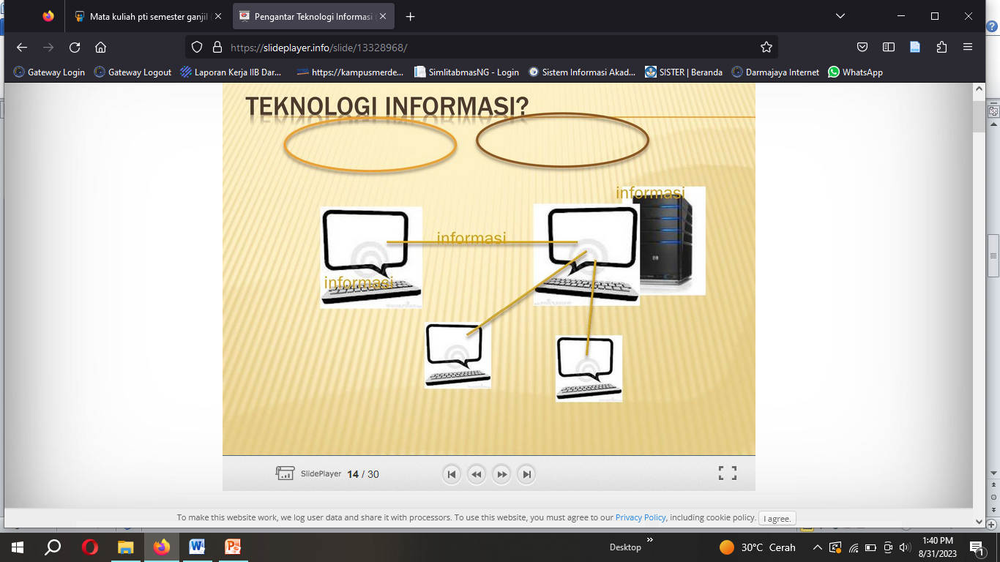 Mata kuliah pti semester ganjil
Pengantar Teknologi Informasi
https://slideplayer.info/slide/13328968/
Gateway Login
Gateway Logout
Laporan Kerja IIB Dar...
https://kampusmerde...
SimlitabmasNG - Login
Sistem Informasi Akad...
SISTER | Beranda
Darmajaya Internet
WhatsApp
TEKNOLOGI INFORMASI?
informasi
informasi
informasi
SlidePlayer 14 / 30
To make this website work, we log user data and share it with processors. To use this website, you must agree to our Privacy Policy, including cookie policy. I agree.
Desktop
30°C Cerah
1:40 PM
8/31/2023
1